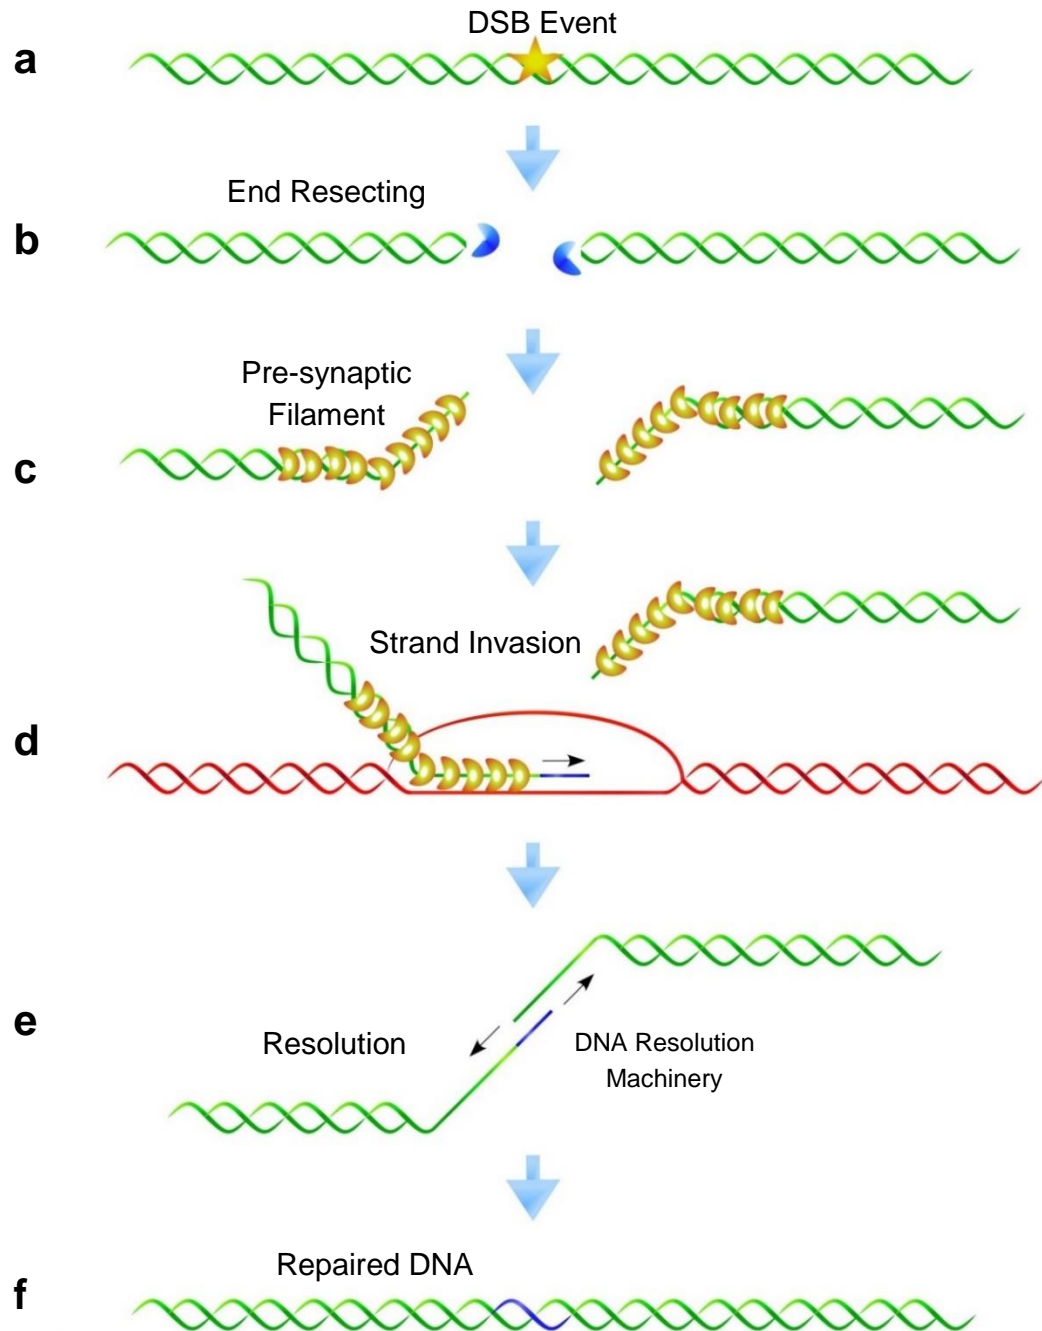 DSB Event
a
End Resecting
b
Pre-synaptic
Filament
c
Strand Invasion
d
e
Resolution
DNA Resolution
Machinery
Repaired DNA
f